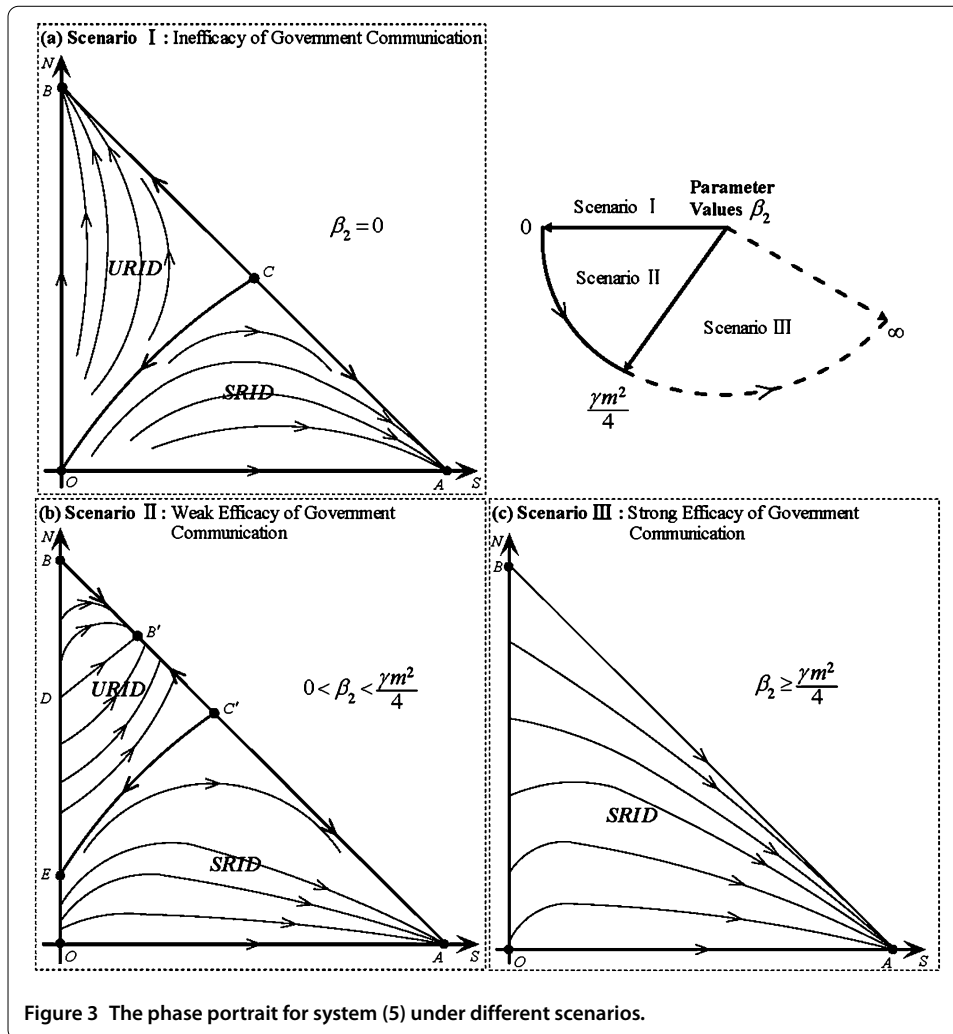 (a) Scenario Ⅰ : Inefficacy of Government Communication
N
B
URID
β₂ = 0
C
SRID
O
A
S
Parameter
Values β₂
Scenario Ⅰ
0
Scenario Ⅱ
Scenario Ⅲ
∞
γm²
4
(b) Scenario Ⅱ : Weak Efficacy of Government
Communication
N
B
B'
D
URID
0 < β₂ < γm²/4
C'
SRID
E
O
A
S
(c) Scenario Ⅲ : Strong Efficacy of Government
Communication
N
B
β₂ ≥ γm²/4
SRID
O
A
S
Figure 3 The phase portrait for system (5) under different scenarios.